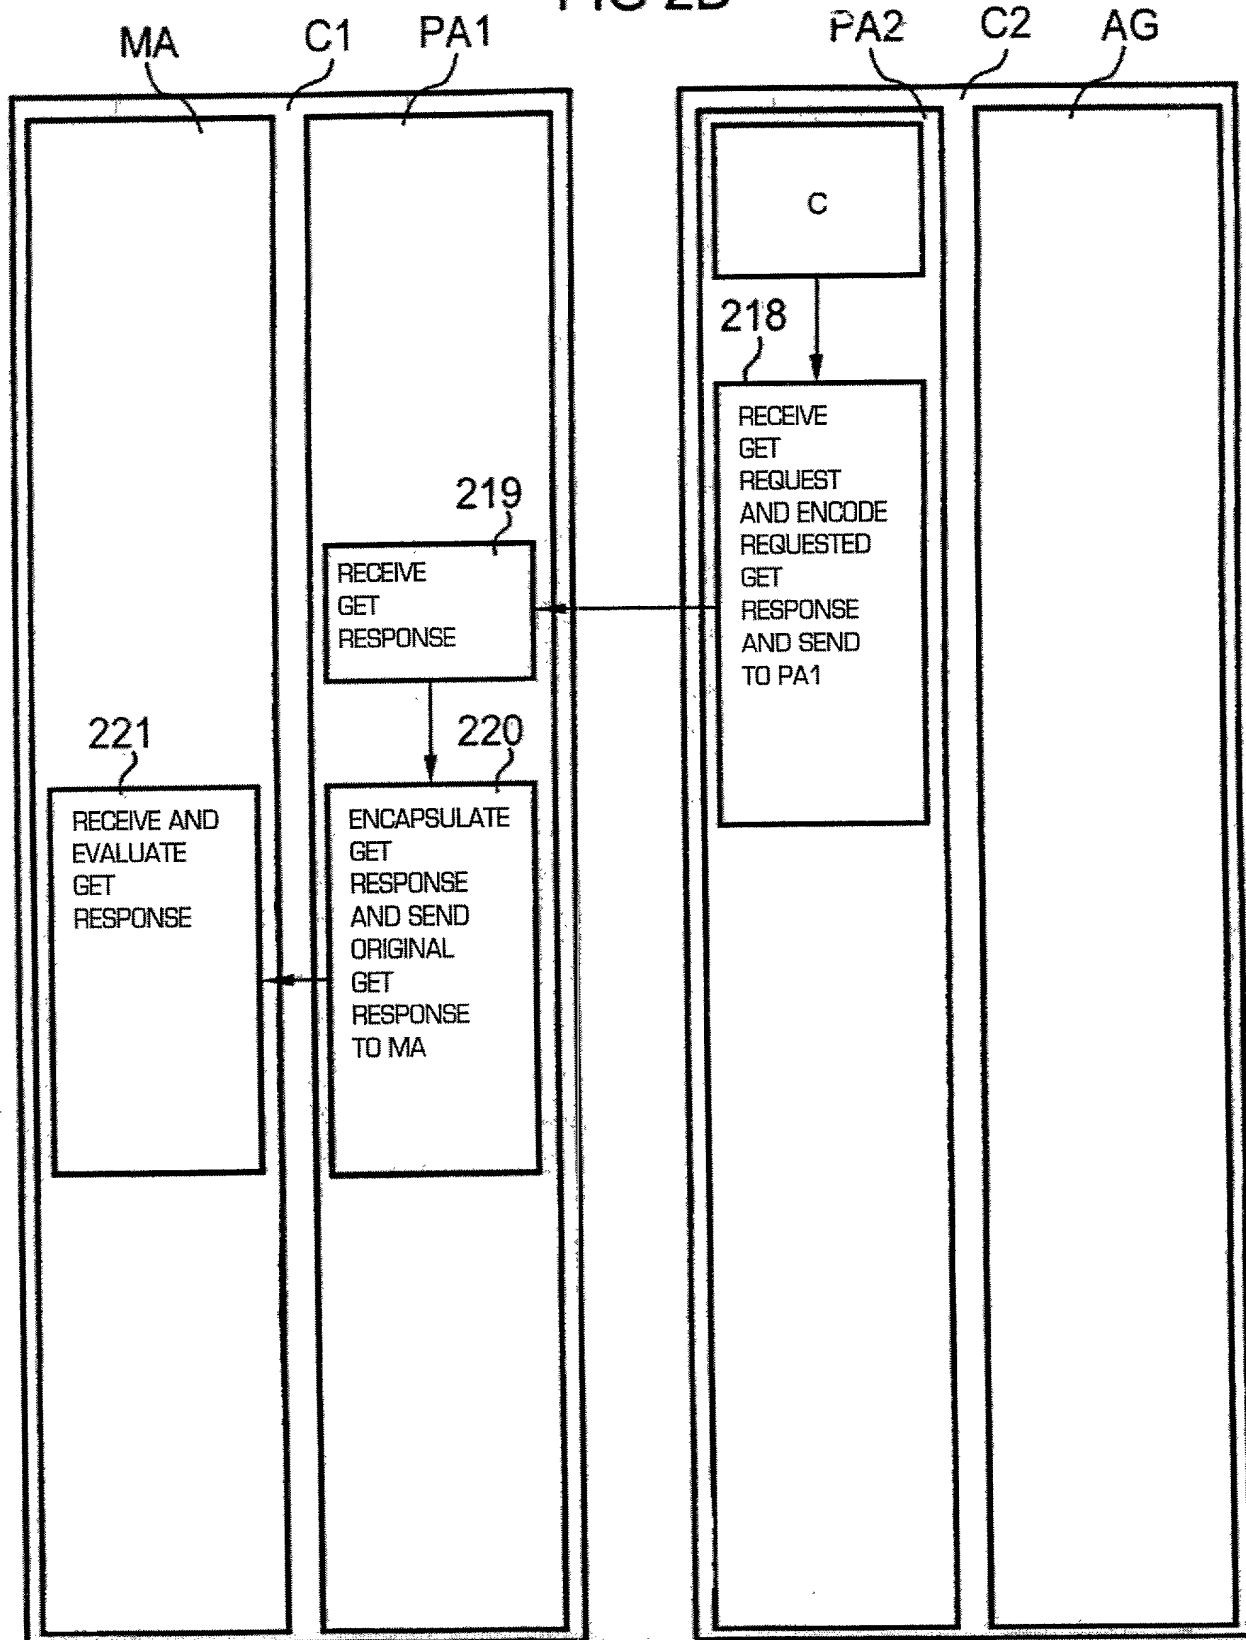 MA
C1
PA1
PA2
C2
AG
C
218
RECEIVE
GET
REQUEST
AND ENCODE
REQUESTED
GET
RESPONSE
AND SEND
TO PA1
219
RECEIVE
GET
RESPONSE
220
ENCAPSULATE
GET
RESPONSE
AND SEND
ORIGINAL
GET
RESPONSE
TO MA
221
RECEIVE AND
EVALUATE
GET
RESPONSE